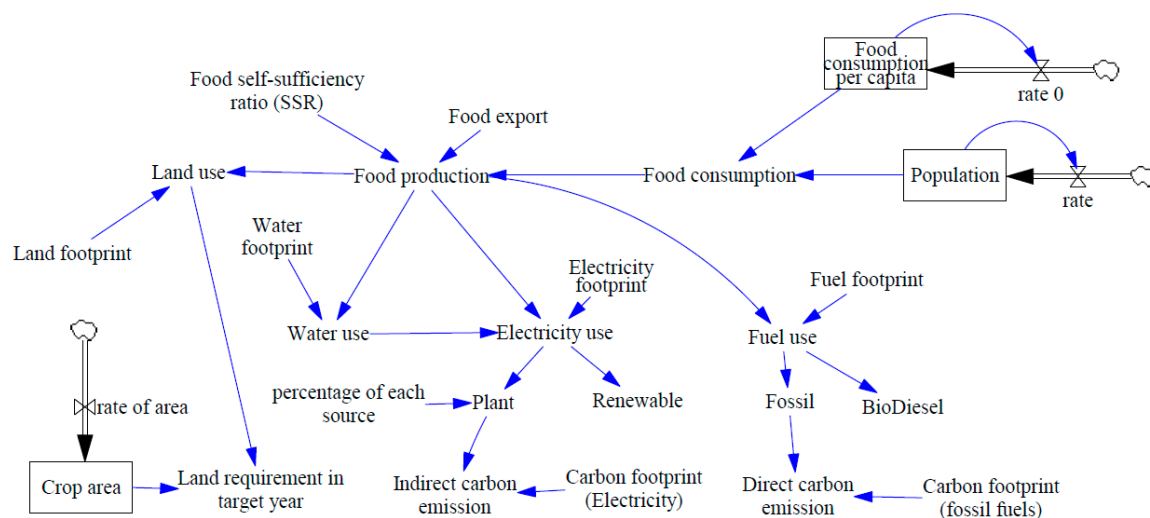 Food
consumption
per capita
rate 0
Food self-sufficiency
ratio (SSR)
Food export
Land use
Food production
Food consumption
Population
rate
Land footprint
Water
footprint
Electricity
footprint
Fuel footprint
Water use
Electricity use
Fuel use
rate of area
percentage of each
source
Plant
Renewable
Fossil
BioDiesel
Crop area
Land requirement in
target year
Indirect carbon
emission
Carbon footprint
(Electricity)
Direct carbon
emission
Carbon footprint
(fossil fuels)